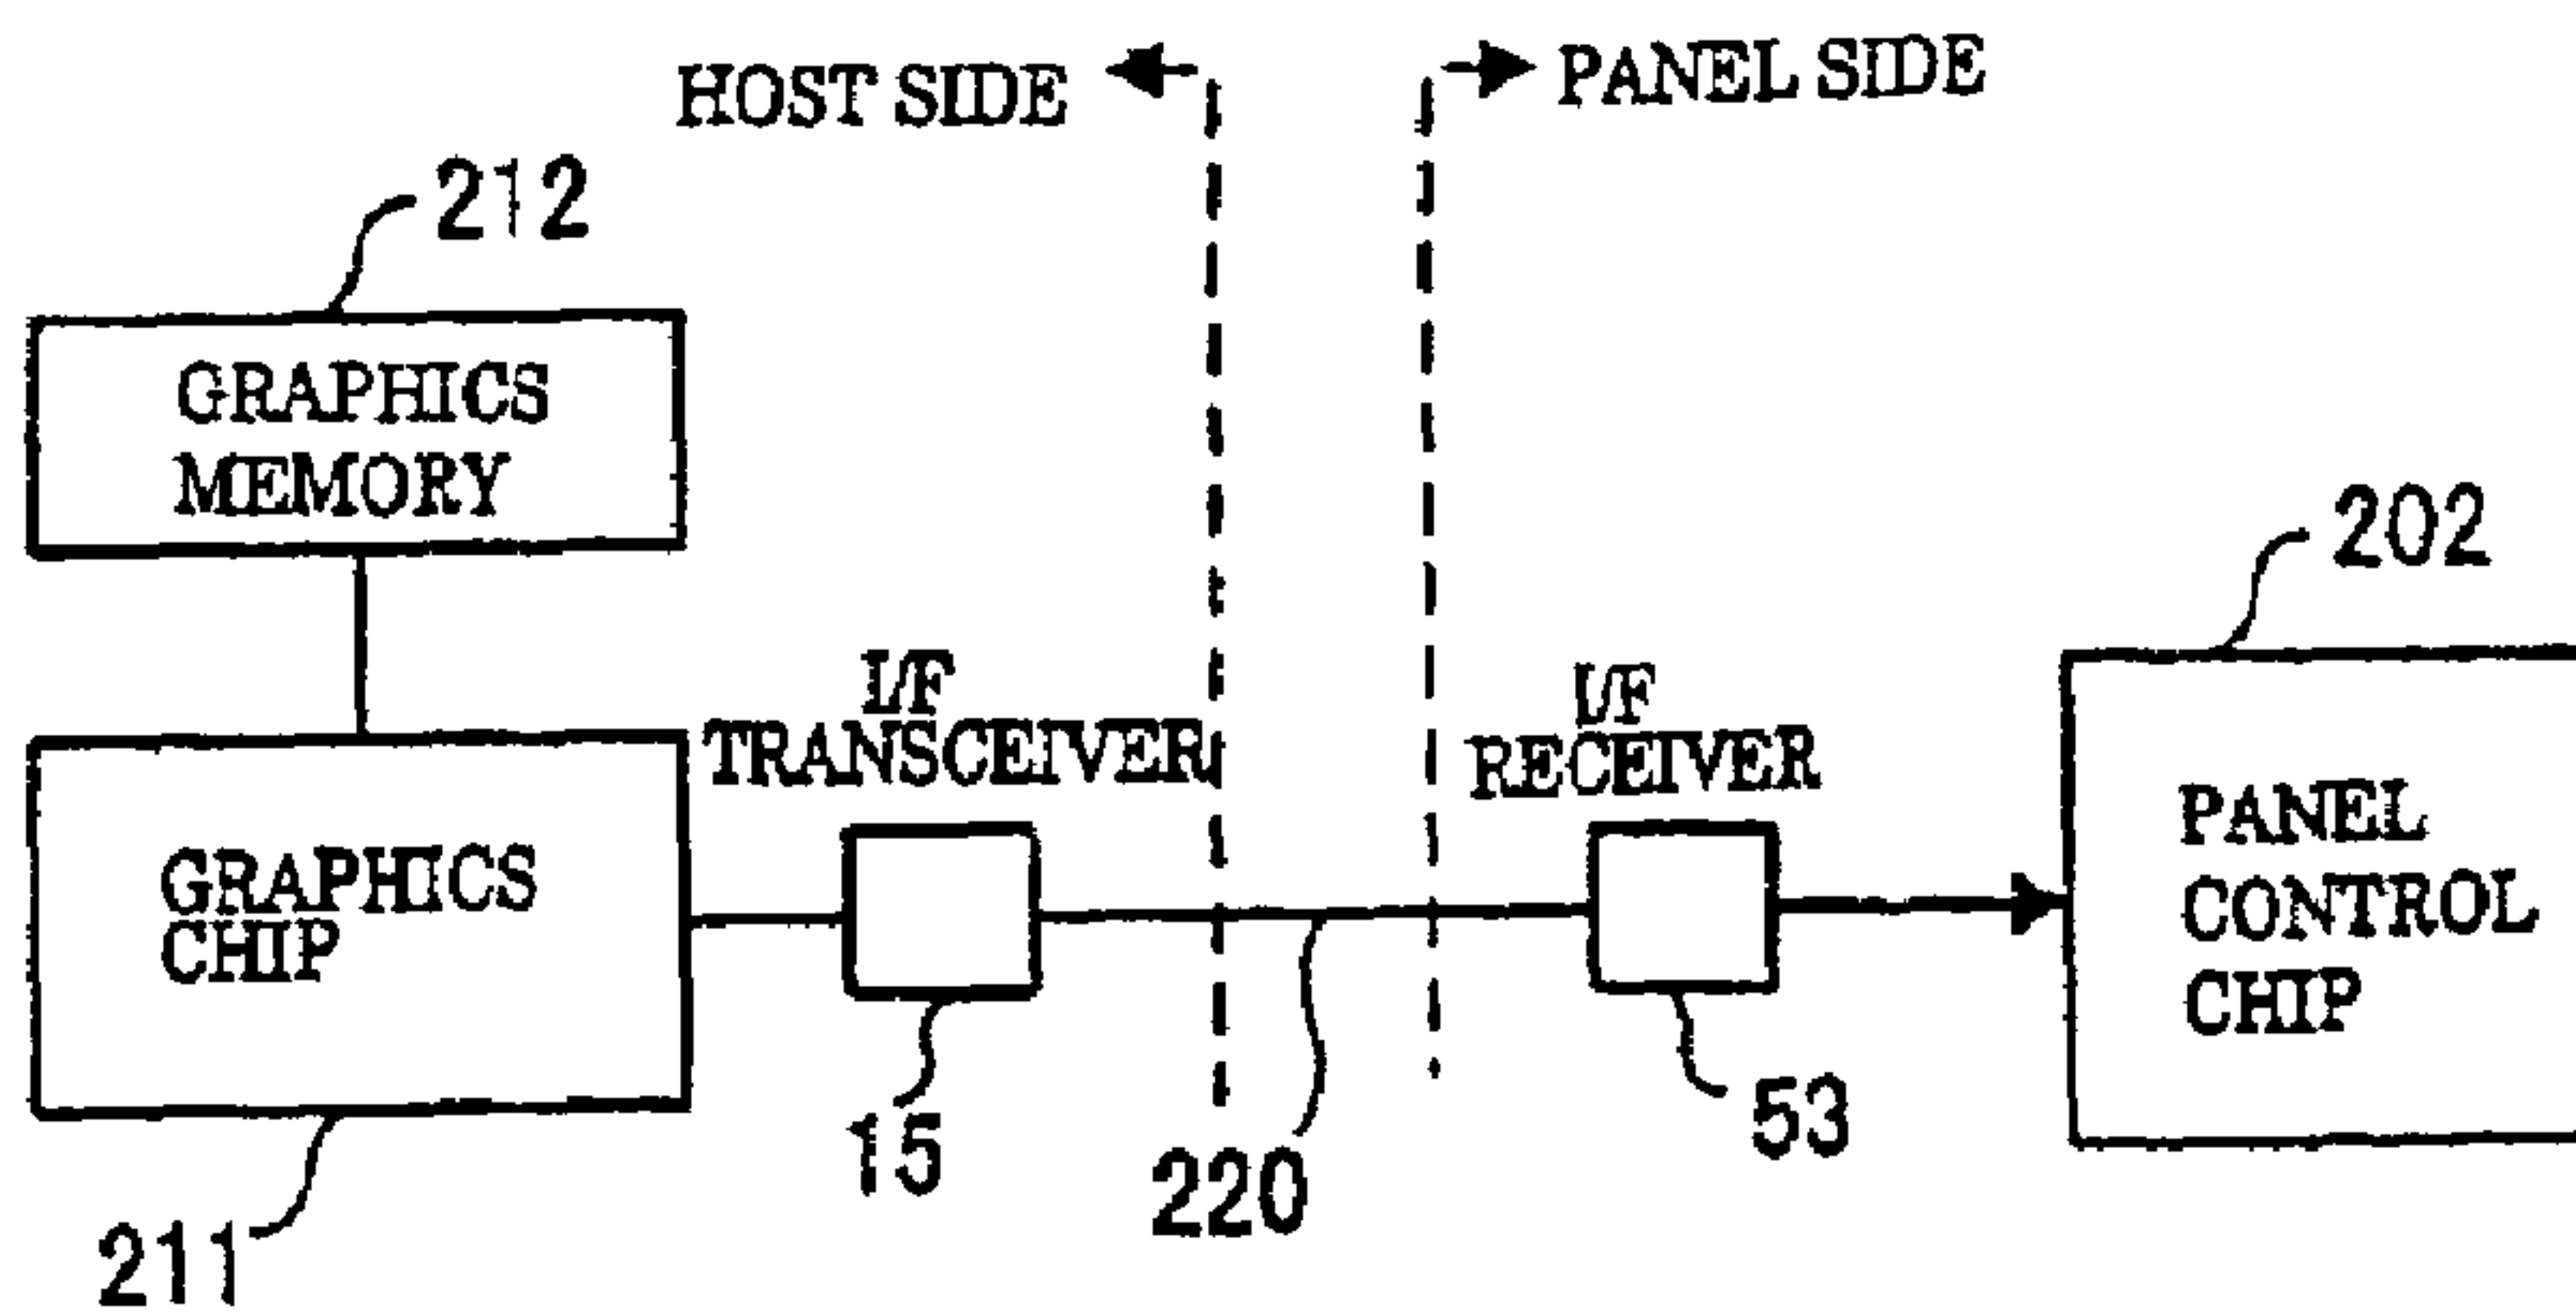 HOST SIDE
PANEL SIDE
212
GRAPHICS
MEMORY
202
I/F
TRANSCEIVER
I/F
RECEIVER
GRAPHICS
CHIP
PANEL
CONTROL
CHIP
15
53
220
211